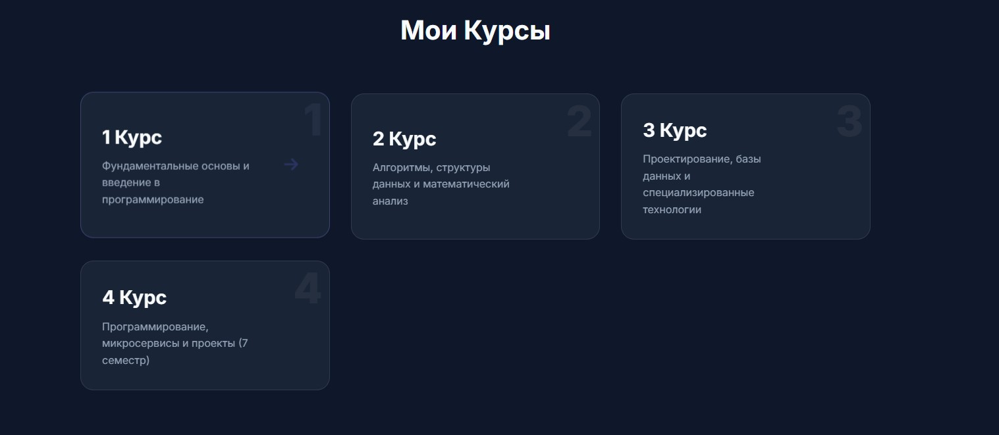 Мои Курсы
1
1 Курс
Фундаментальные основы и
введение в
программирование
2
2 Курс
Алгоритмы, структуры
данных и математический
анализ
3
3 Курс
Проектирование, базы
данных и
специализированные
технологии
4
4 Курс
Программирование,
микросервисы и проекты (7
семестр)